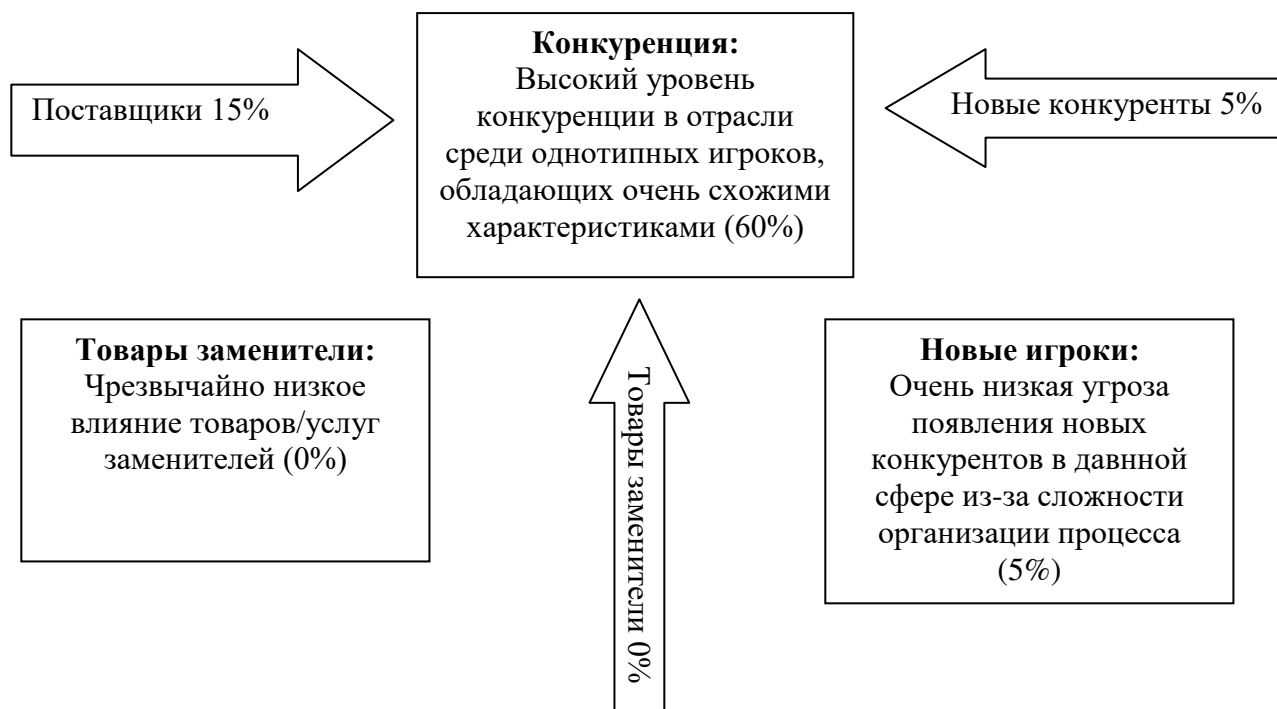 Поставщики 15%
Конкуренция:
Высокий уровень
конкуренции в отрасли
среди однотипных игроков,
обладающих очень схожими
характеристиками (60%)
Новые конкуренты 5%
Товары заменители:
Чрезвычайно низкое
влияние товаров/услуг
заменителей (0%)
Товары заменители 0%
Новые игроки:
Очень низкая угроза
появления новых
конкурентов в давнной
сфере из-за сложности
организации процесса
(5%)